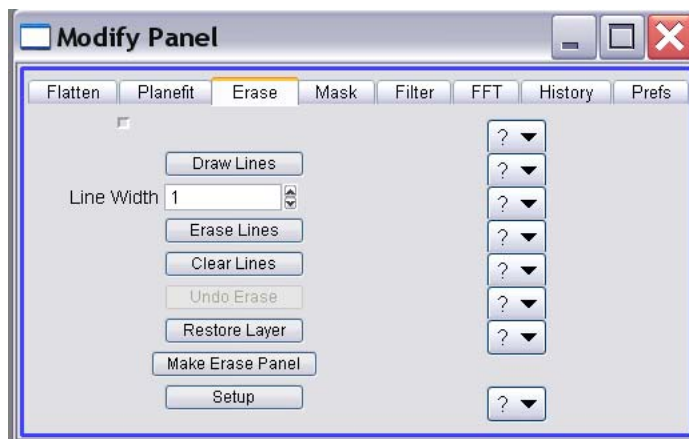 Modify Panel
Flatten Planefit Erase Mask Filter FFT History Prefs
?
Draw Lines ?
Line Width 1 ?
Erase Lines ?
Clear Lines ?
Undo Erase ?
Restore Layer ?
Make Erase Panel
Setup ?